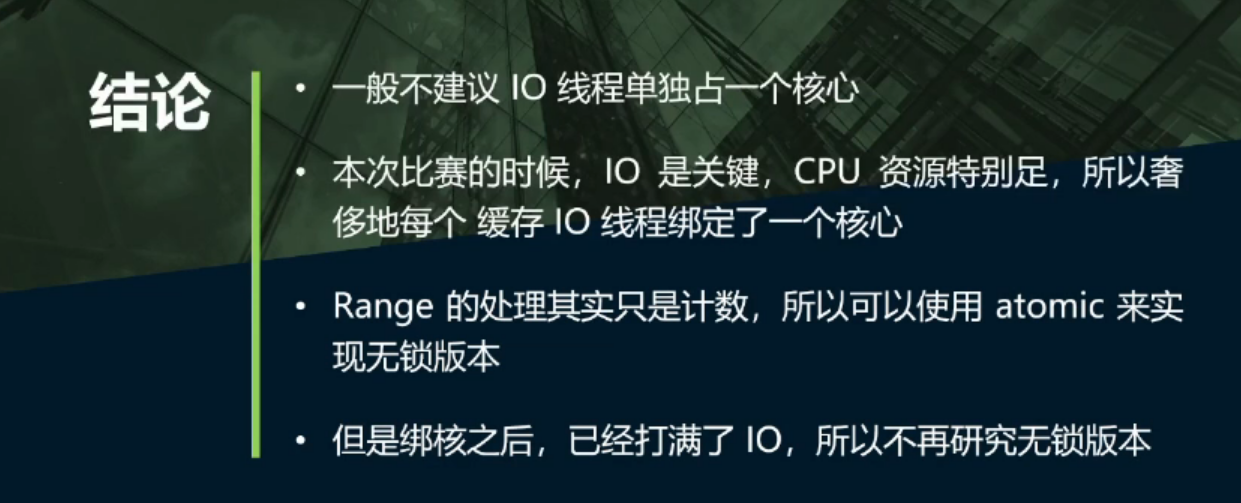 结论
• 一般不建议 IO 线程单独占一个核心
• 本次比赛的时候，IO 是关键，CPU 资源特别足，所以奢
侈地每个 缓存 IO 线程绑定了一个核心
• Range 的处理其实只是计数，所以可以使用 atomic 来实
现无锁版本
• 但是绑核之后，已经打满了 IO，所以不再研究无锁版本